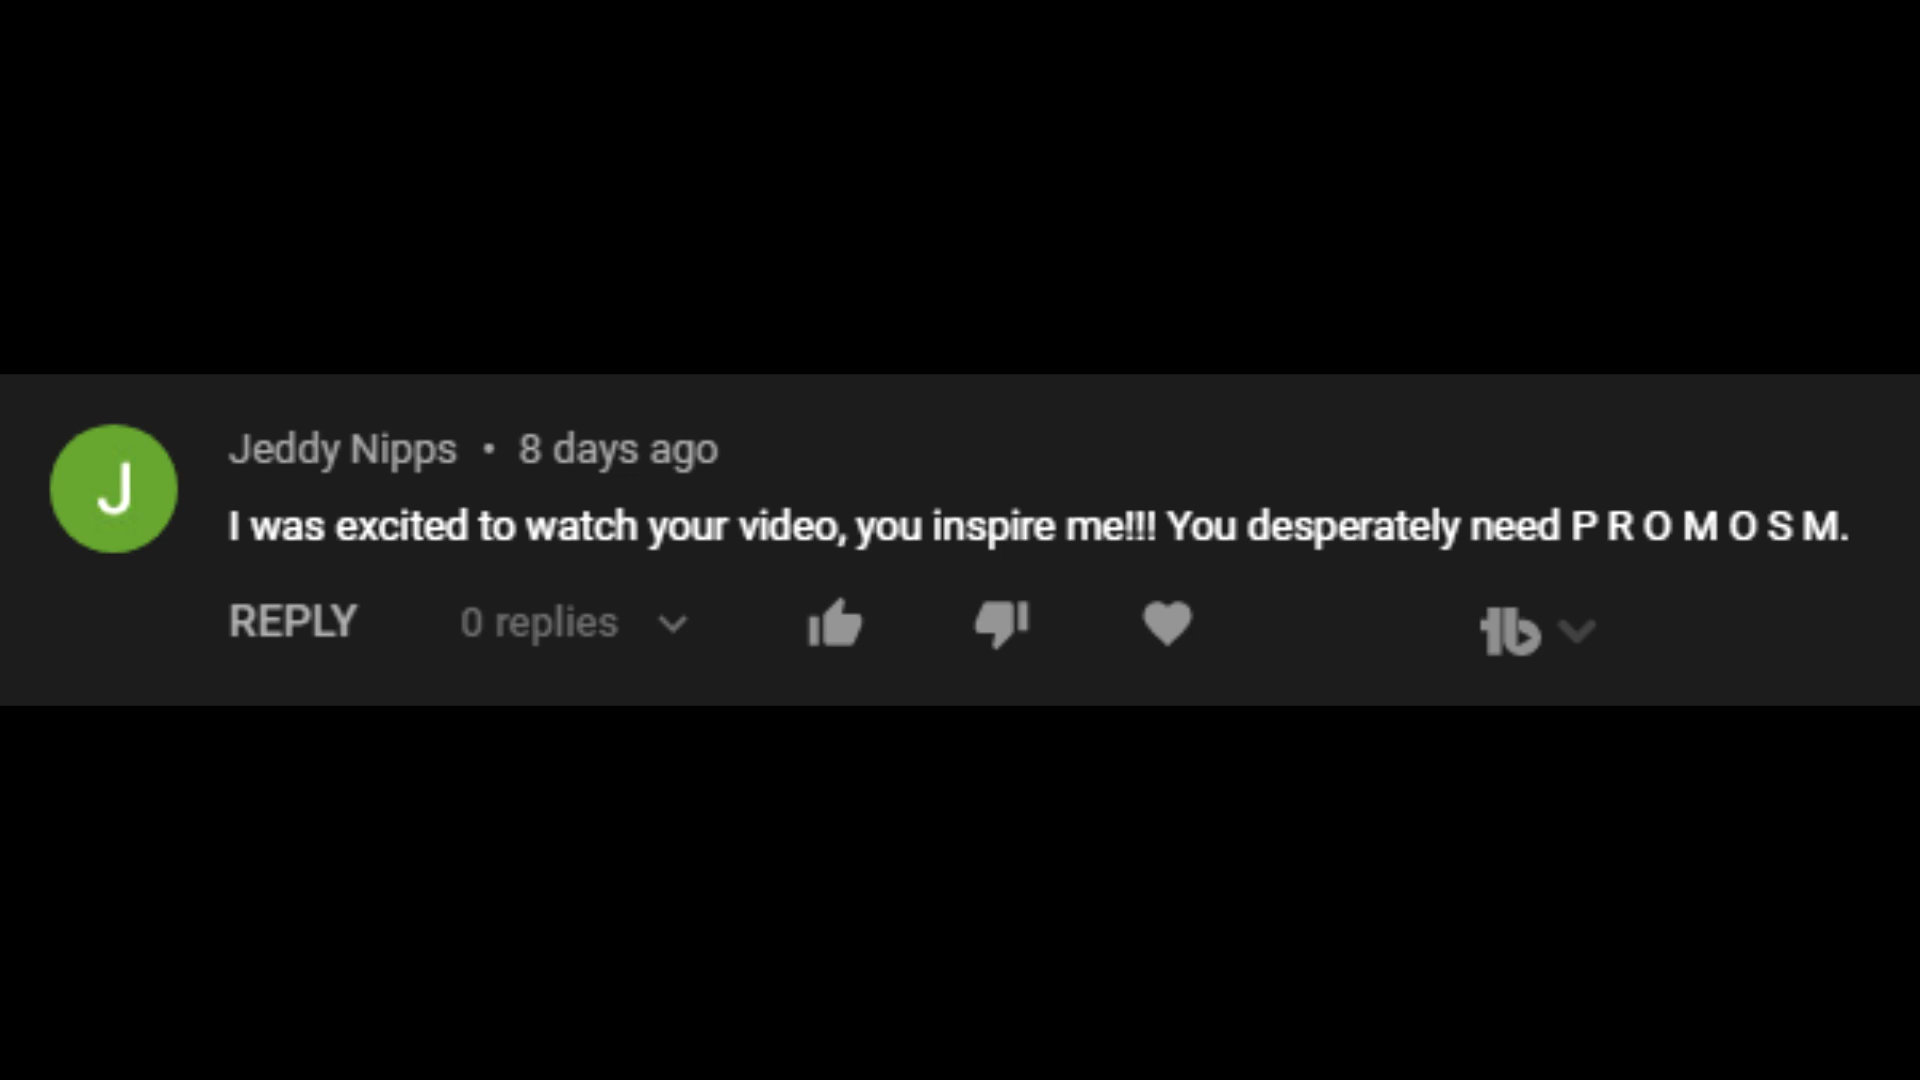 J
Jeddy Nipps • 8 days ago
I was excited to watch your video, you inspire me!!! You desperately need P R O M O S M.
REPLY 0 replies tb